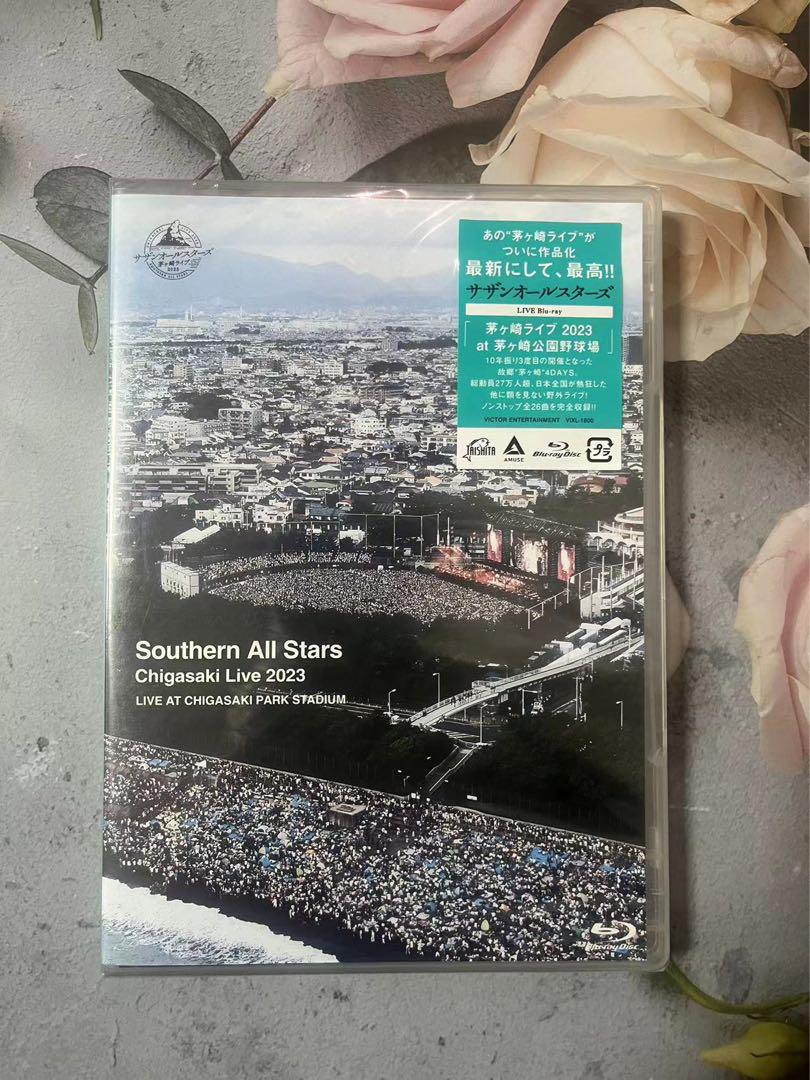 サザンオールスターズ
茅ヶ崎ライブ
2023
あの"茅ヶ崎ライブ"が
ついに作品化
最新にして、最高!!
サザンオールスターズ
LIVE Blu-ray
「茅ヶ崎ライブ 2023
at 茅ヶ崎公園野球場」
10年振り3度目の開催となった
故郷"茅ヶ崎"4DAYS。
総動員27万人超、日本全国が熱狂した
他に類を見ない野外ライブ!
ノンストップ全26曲を完全収録!!
VICTOR ENTERTAINMENT VIXL-1800
TAISHITA
AMUSE
Blu-ray Disc
プラ
Southern All Stars
Chigasaki Live 2023
LIVE AT CHIGASAKI PARK STADIUM
Blu-ray Disc